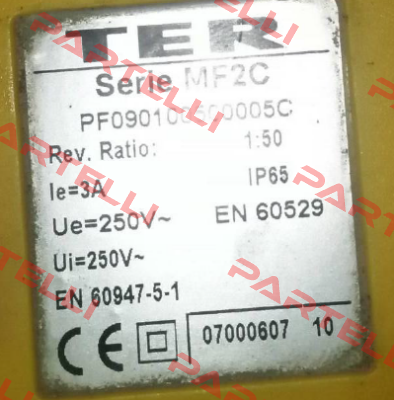 TER
Serie MF2C
PF090100500005C
Rev. Ratio: 1:50
Ie=3A IP65
Ue=250V~ EN 60529
Ui=250V~
EN 60947-5-1
CE 07000607 10
PARTELLI